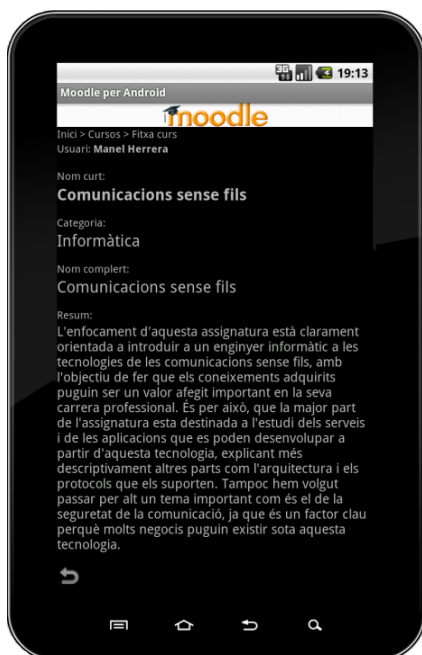 3G 19:13
Moodle per Android
moodle
Inici > Cursos > Fitxa curs
Usuari: Manel Herrera
Nom curt:
Comunicacions sense fils
Categoria:
Informàtica
Nom complert:
Comunicacions sense fils
Resum:
L'enfocament d'aquesta assignatura està clarament
orientada a introduir a un enginyer informàtic a les
tecnologies de les comunicacions sense fils, amb
l'objectiu de fer que els coneixements adquirits
puguin ser un valor afegit important en la seva
carrera professional. És per això, que la major part
de l'assignatura esta destinada a l'estudi dels serveis
i de les aplicacions que es poden desenvolupar a
partir d'aquesta tecnologia, explicant més
descriptivament altres parts com l'arquitectura i els
protocols que els suporten. Tampoc hem volgut
passar per alt un tema important com és el de la
seguretat de la comunicació, ja que és un factor clau
perquè molts negocis puguin existir sota aquesta
tecnologia.